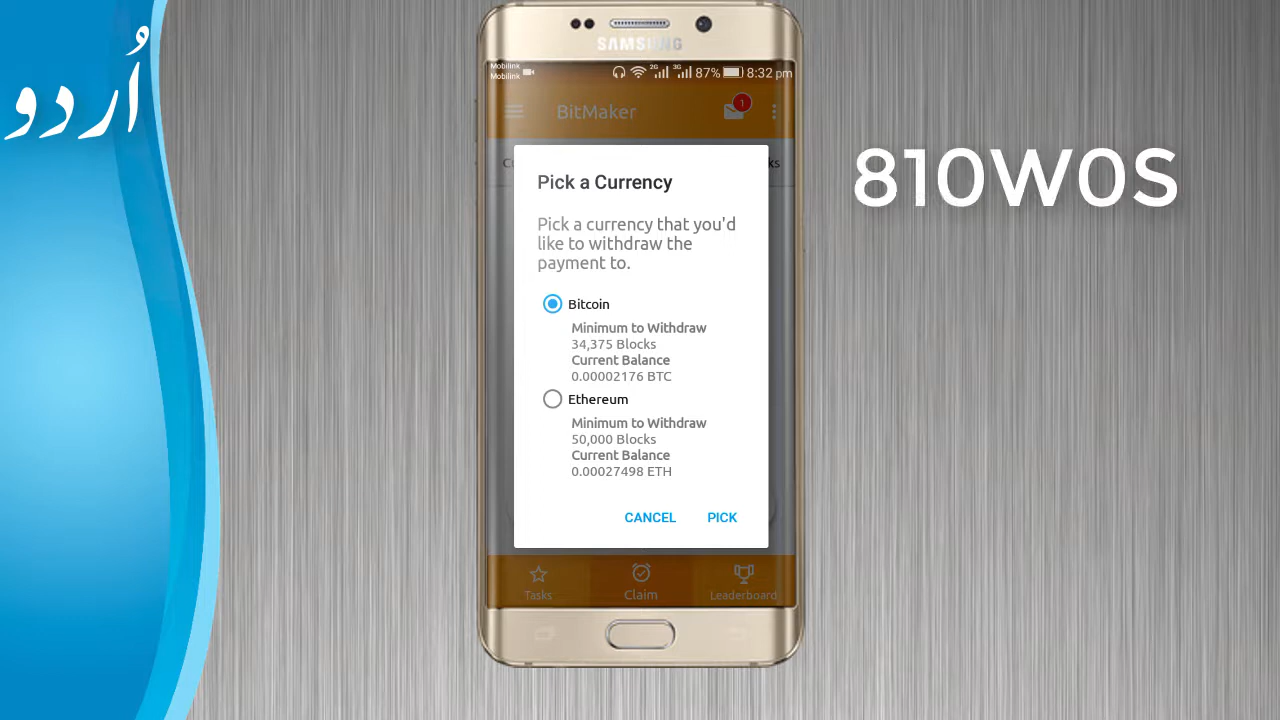 اُردو
SAMSUNG
Mobilink
Mobilink
2G 3G 87% 8:32 pm
BitMaker
1
810W0S
Pick a Currency
Pick a currency that you'd
like to withdraw the
payment to.
Bitcoin
Minimum to Withdraw
34,375 Blocks
Current Balance
0.00002176 BTC
Ethereum
Minimum to Withdraw
50,000 Blocks
Current Balance
0.00027498 ETH
CANCEL PICK
Tasks Claim Leaderboard